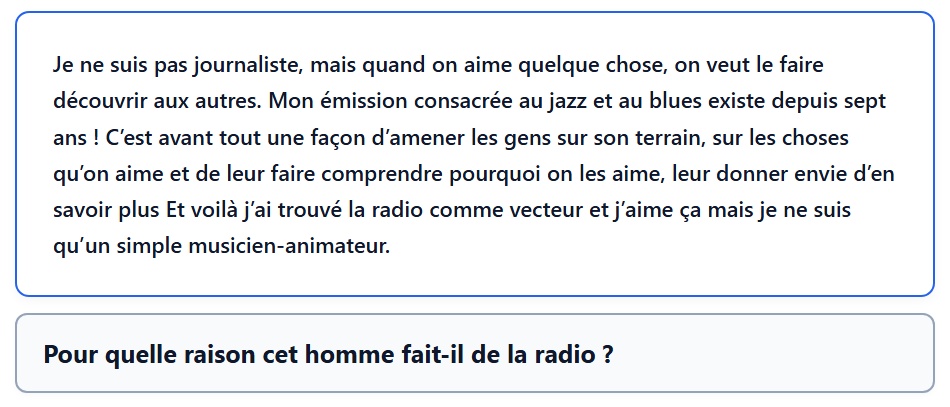 Je ne suis pas journaliste, mais quand on aime quelque chose, on veut le faire
découvrir aux autres. Mon émission consacrée au jazz et au blues existe depuis sept
ans ! C’est avant tout une façon d’amener les gens sur son terrain, sur les choses
qu’on aime et de leur faire comprendre pourquoi on les aime, leur donner envie d’en
savoir plus Et voilà j’ai trouvé la radio comme vecteur et j’aime ça mais je ne suis
qu’un simple musicien-animateur.
Pour quelle raison cet homme fait-il de la radio ?